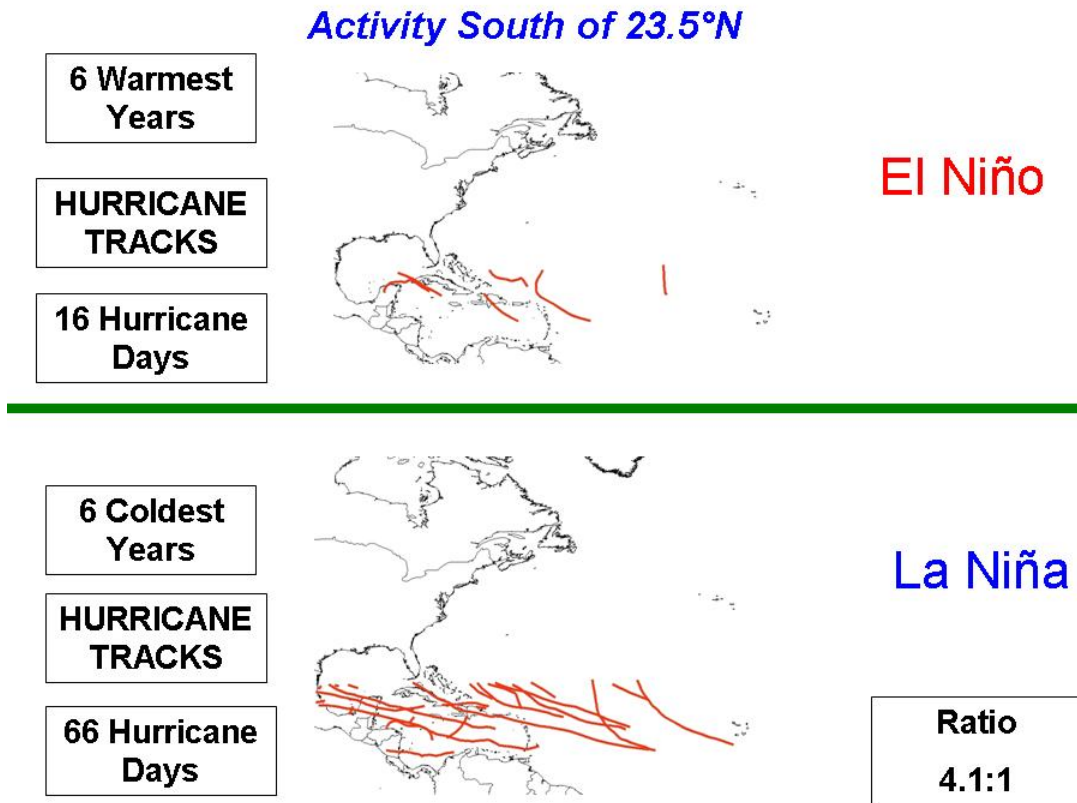 Activity South of 23.5°N
6 Warmest
Years
HURRICANE
TRACKS
16 Hurricane
Days
El Niño
6 Coldest
Years
HURRICANE
TRACKS
66 Hurricane
Days
La Niña
Ratio
4.1:1